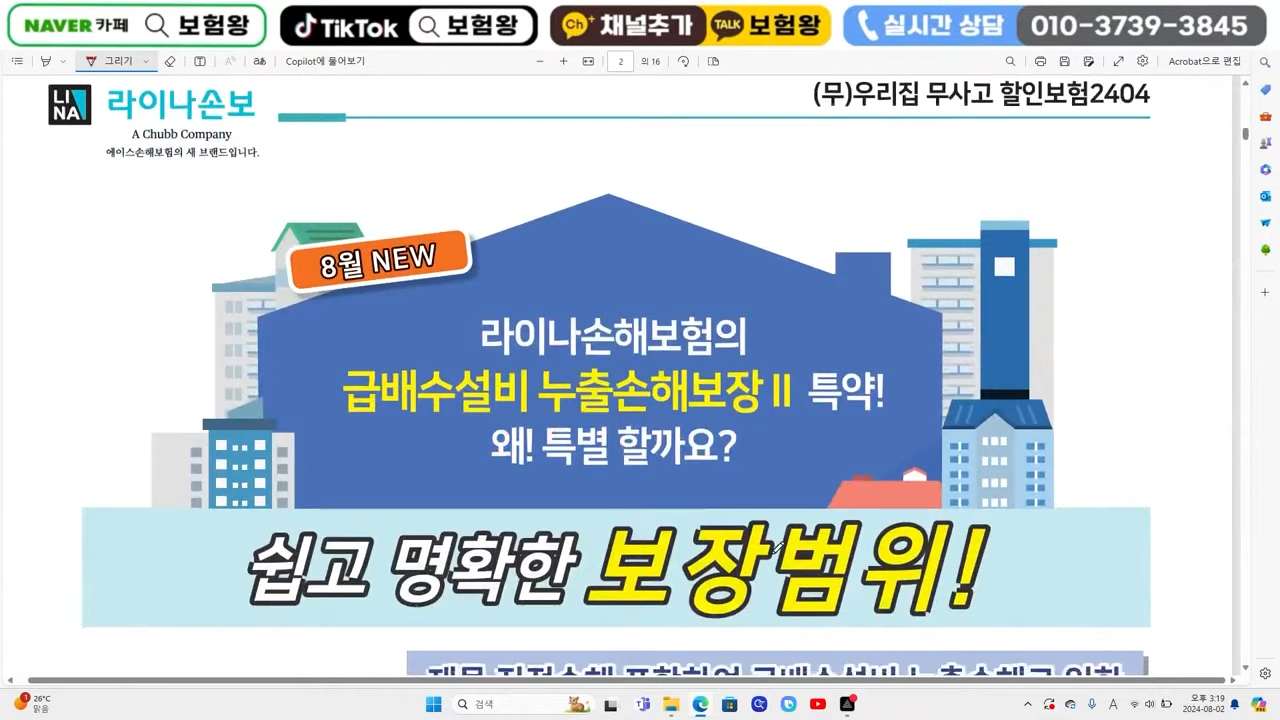 NAVER 카페 보험왕
TikTok 보험왕
Ch+ 채널추가 TALK 보험왕
실시간 상담 010-3739-3845
그리기 Copilot에 물어보기 2 의 16 Acrobat으로 편집
LINA 라이나손보
A Chubb Company
에이스손해보험의 새 브랜드입니다.
(무)우리집 무사고 할인보험2404
8월 NEW
라이나손해보험의
급배수설비 누출손해보장Ⅱ 특약!
왜! 특별 할까요?
쉽고 명확한 보장범위!
26°C
맑음
검색
A
오후 3:19
2024-08-02